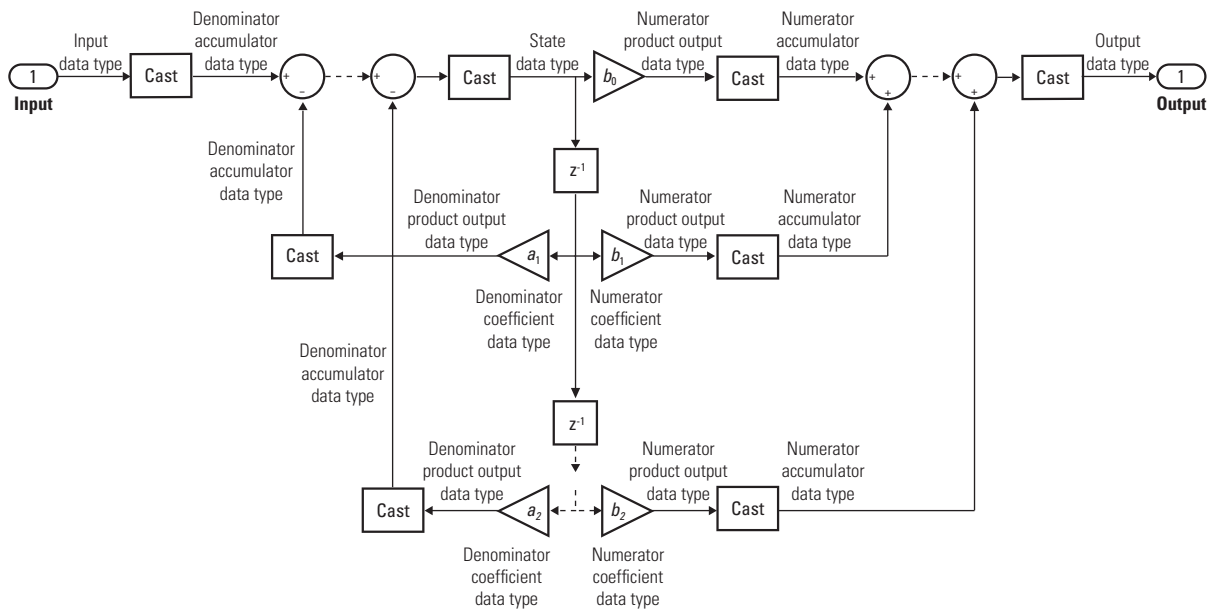 Input
data type
Denominator
accumulator
data type
State
data type
Numerator
product output
data type
Numerator
accumulator
data type
Output
data type
1
Input
Cast
+
−
+
−
Cast
b0
Cast
+
+
+
+
Cast
1
Output
Denominator
accumulator
data type
z-1
Denominator
product output
data type
Numerator
product output
data type
Numerator
accumulator
data type
Cast
a1
b1
Cast
Denominator
coefficient
data type
Numerator
coefficient
data type
Denominator
accumulator
data type
z-1
Denominator
product output
data type
Numerator
product output
data type
Numerator
accumulator
data type
Cast
a2
b2
Cast
Denominator
coefficient
data type
Numerator
coefficient
data type